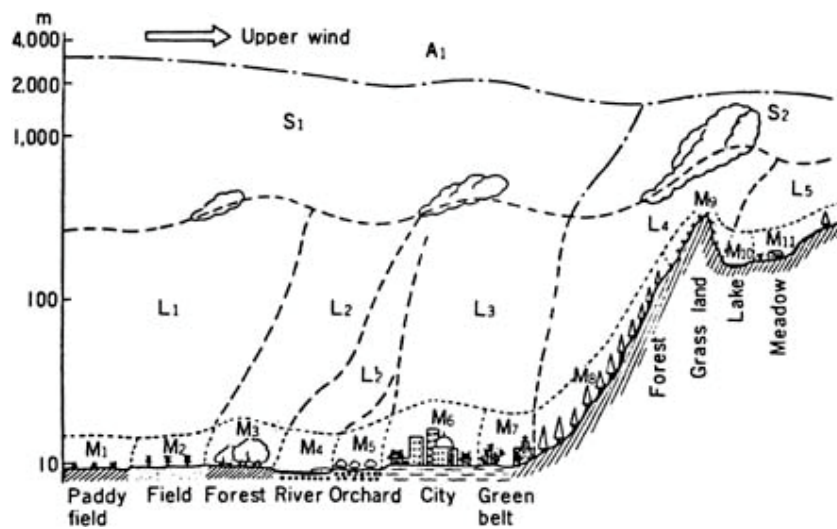 m
4,000
2,000
1,000
100
10
Upper wind
A1
S1
S2
L1
L2
L2'
L3
L4
L5
M1
M2
M3
M4
M5
M6
M7
M8
M9
M10
M11
Paddy
field
Field
Forest
River
Orchard
City
Green
belt
Forest
Grass land
Lake
Meadow